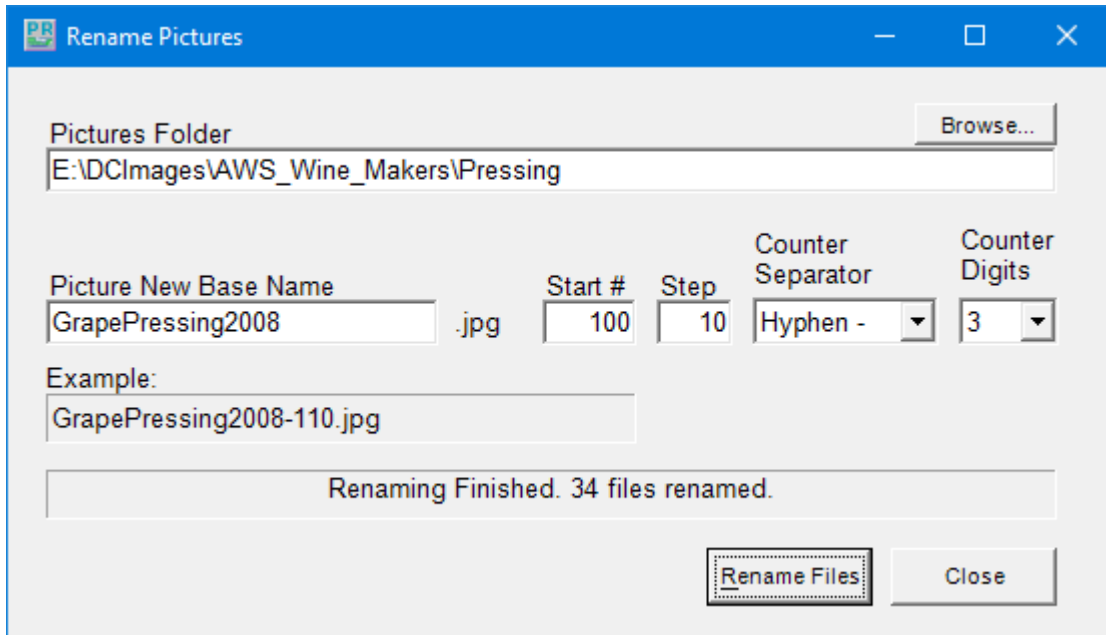 PR
Rename Pictures
Browse...
Pictures Folder
E:\DCImages\AWS_Wine_Makers\Pressing
Counter Separator
Counter Digits
Picture New Base Name
Start #
Step
GrapePressing2008
.jpg
100
10
Hyphen -
3
Example:
GrapePressing2008-110.jpg
Renaming Finished. 34 files renamed.
Rename Files
Close